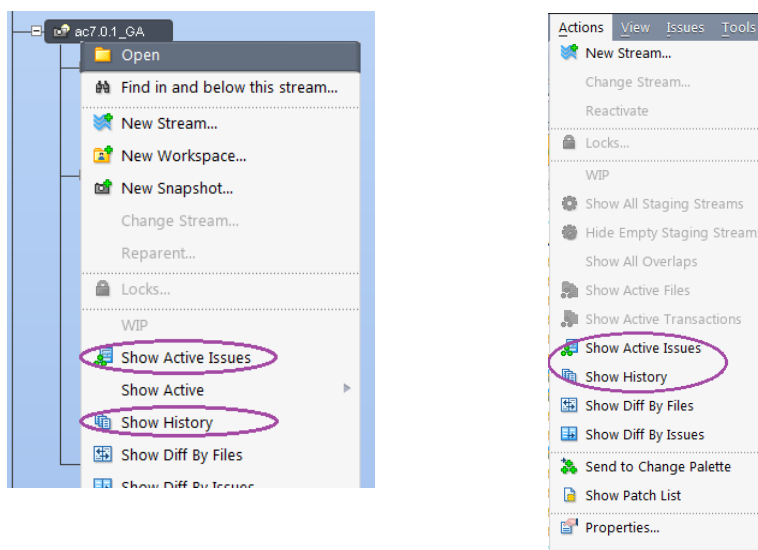 ac7.0.1_GA
Open
Find in and below this stream...
New Stream...
New Workspace...
New Snapshot...
Change Stream...
Reparent...
Locks...
WIP
Show Active Issues
Show Active
Show History
Show Diff By Files
Show Diff By Issues
Actions View Issues Tools
New Stream...
Change Stream...
Reactivate
Locks...
WIP
Show All Staging Streams
Hide Empty Staging Stream
Show All Overlaps
Show Active Files
Show Active Transactions
Show Active Issues
Show History
Show Diff By Files
Show Diff By Issues
Send to Change Palette
Show Patch List
Properties...